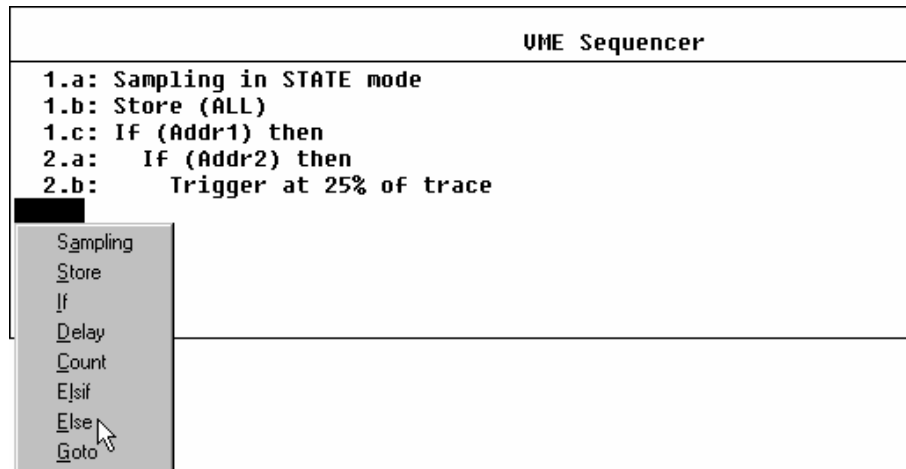 VME Sequencer
1.a: Sampling in STATE mode
1.b: Store (ALL)
1.c: If (Addr1) then
2.a: If (Addr2) then
2.b: Trigger at 25% of trace
Sampling
Store
If
Delay
Count
Elsif
Else
Goto